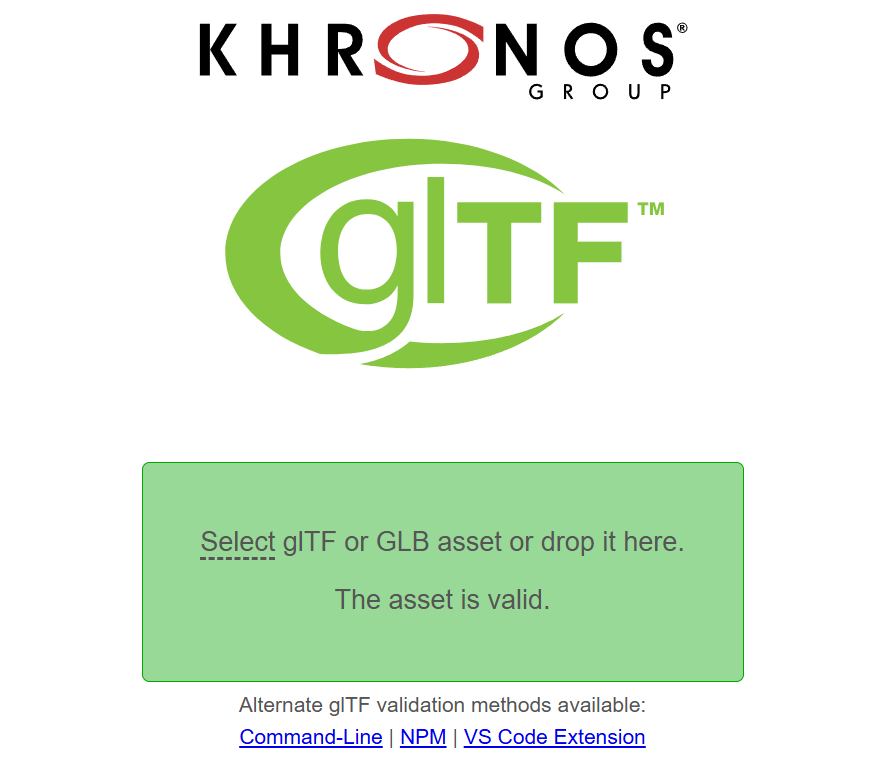 KHRONOS®
GROUP
glTF™
Select glTF or GLB asset or drop it here.
The asset is valid.
Alternate glTF validation methods available:
Command-Line | NPM | VS Code Extension